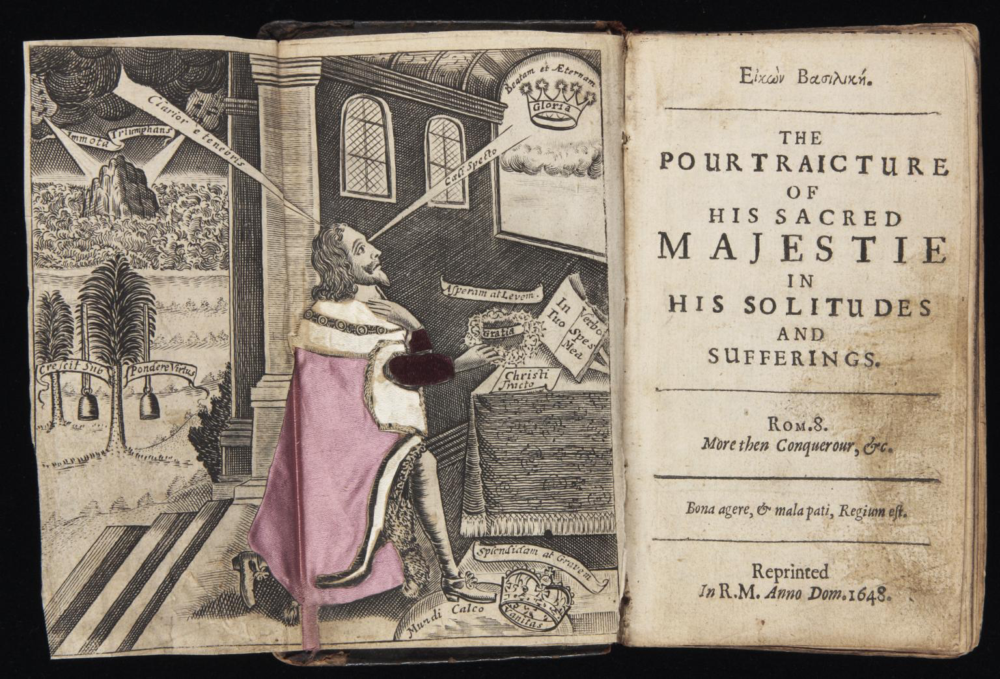 Clarior e tenebris
Immota Triumphans
Crescit Sub Pondere Virtus
Beatam et Æternam
Gloria
Cæli Specto
Asperam at Levem.
Gratia
In Verbo
Tuo Spes
Mea
Christi
Tracto
Splendidam at Gravem
Mundi Calco
Vanitas
Εἰκὼν Βασιλική.
THE
POURTRAICTURE
OF
HIS SACRED
MAJESTIE
IN
HIS SOLITUDES
AND
SUFFERINGS.
ROM.8.
More then Conquerour, &c.
Bona agere, & mala pati, Regium est.
Reprinted
In R.M. Anno Dom.1648.